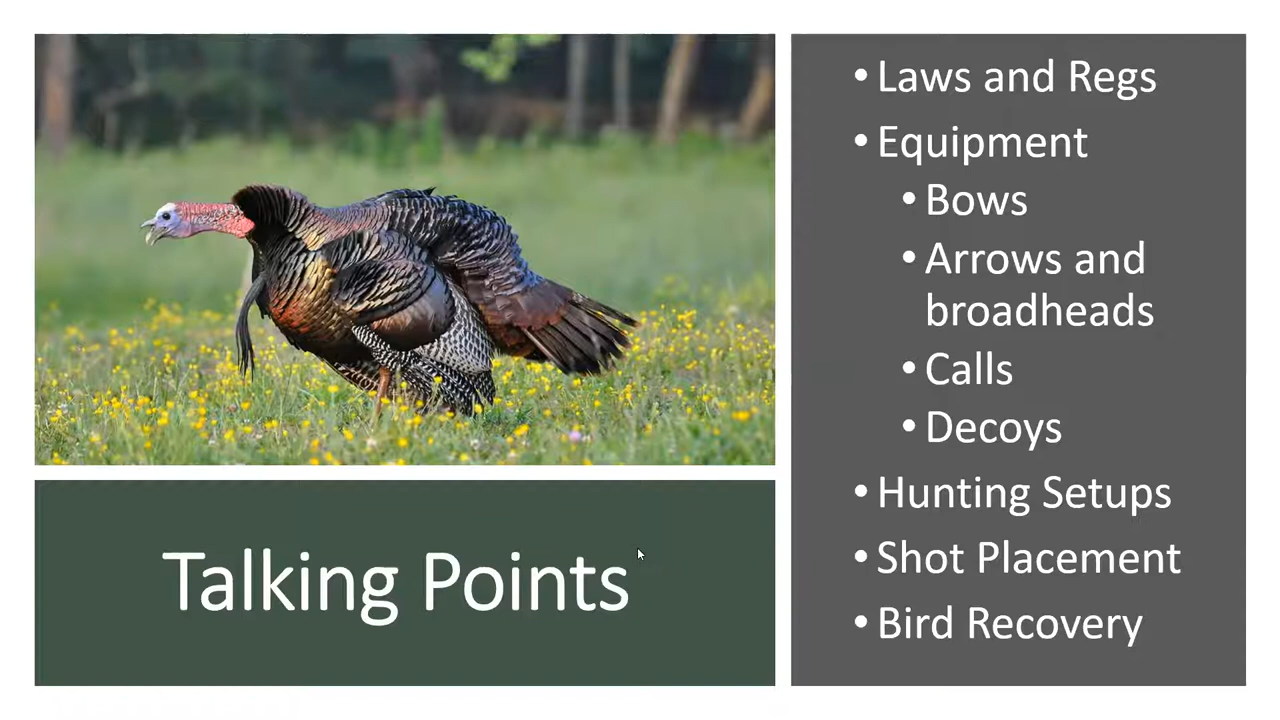 Talking Points
• Laws and Regs
• Equipment
• Bows
• Arrows and
broadheads
• Calls
• Decoys
• Hunting Setups
• Shot Placement
• Bird Recovery